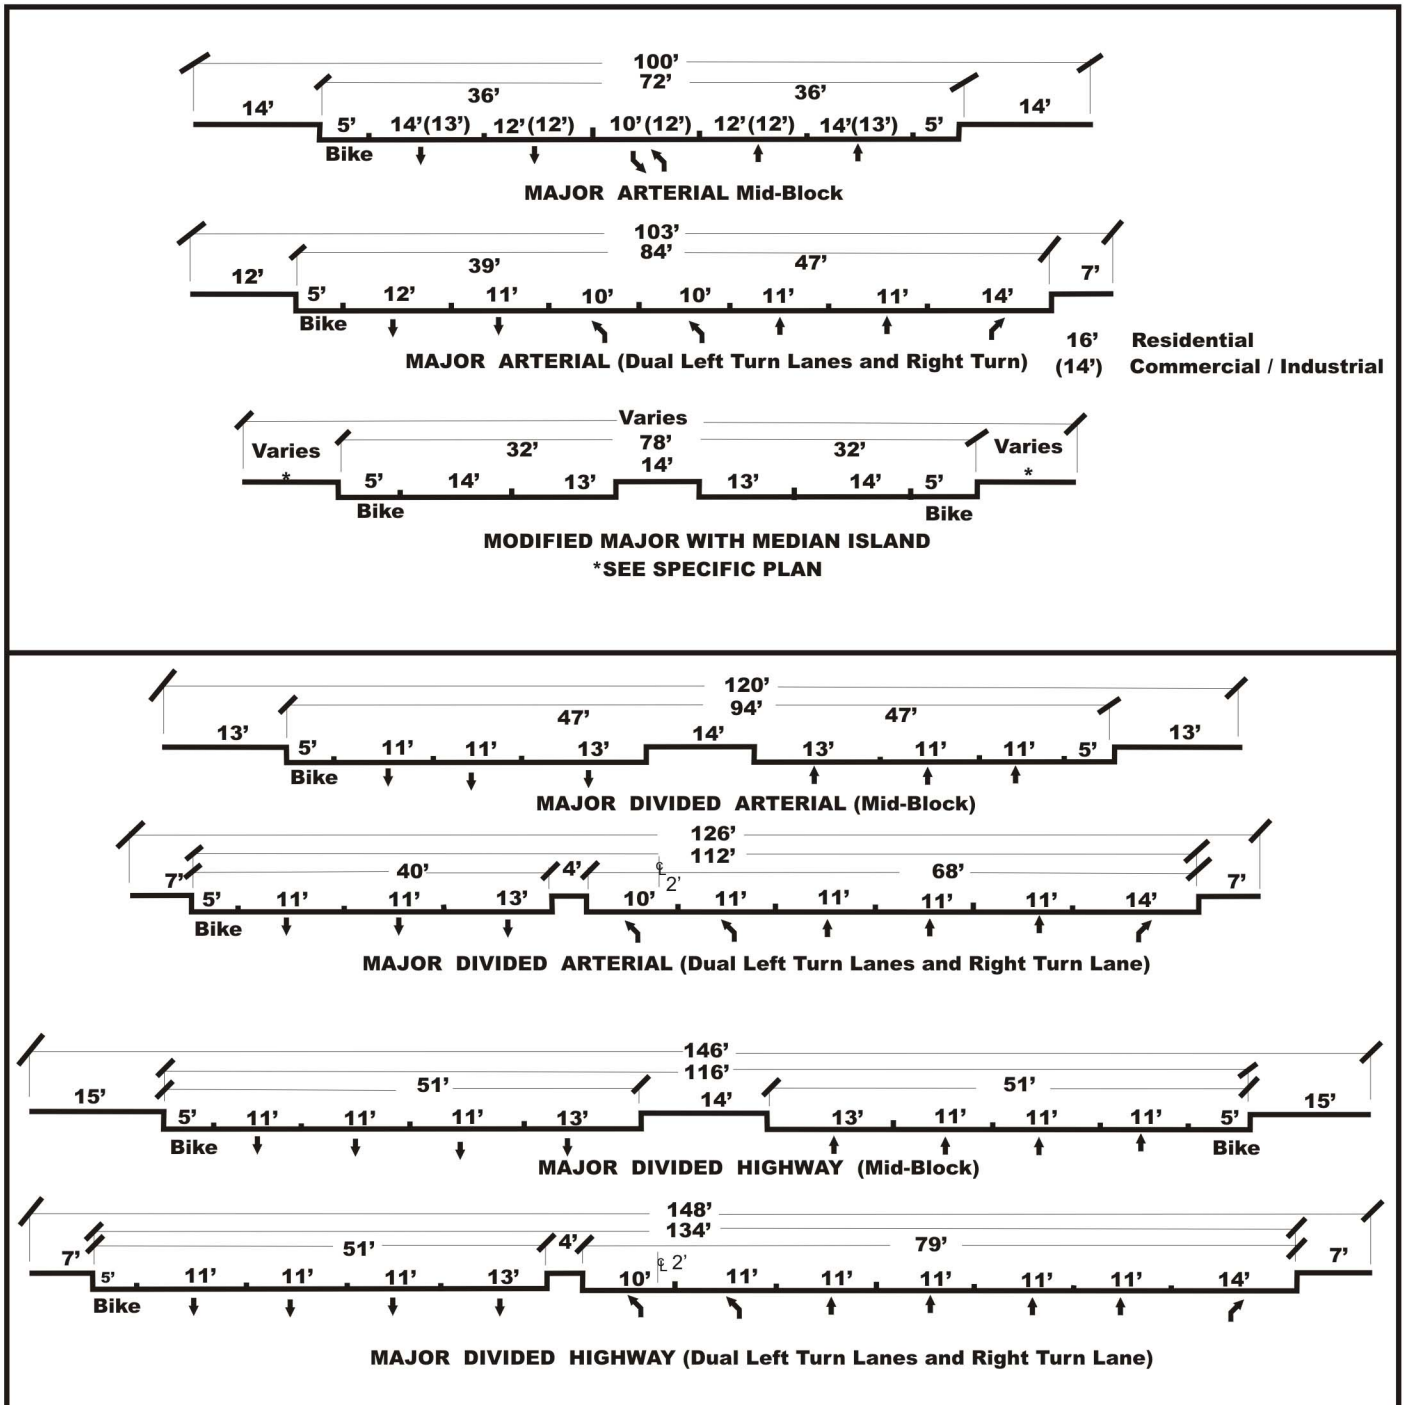 100’
72’
36’ 36’
14’ 14’
5’ 14’(13’) 12’(12’) 10’(12’) 12’(12’) 14’(13’) 5’
Bike
MAJOR ARTERIAL Mid-Block
103’
84’
39’ 47’
12’ 7’
5’ 12’ 11’ 10’ 10’ 11’ 11’ 14’
Bike
MAJOR ARTERIAL (Dual Left Turn Lanes and Right Turn)
16’ Residential
(14’) Commercial / Industrial
Varies
Varies 32’ 78’ 32’ Varies
14’
* 5’ 14’ 13’ 13’ 14’ 5’ *
Bike Bike
MODIFIED MAJOR WITH MEDIAN ISLAND
*SEE SPECIFIC PLAN
120’
94’
47’ 47’
13’ 14’ 13’
5’ 11’ 11’ 13’ 13’ 11’ 11’ 5’
Bike
MAJOR DIVIDED ARTERIAL (Mid-Block)
126’
112’
7’ 40’ 4’ ℄ 2’ 68’ 7’
5’ 11’ 11’ 13’ 10’ 11’ 11’ 11’ 11’ 14’
Bike
MAJOR DIVIDED ARTERIAL (Dual Left Turn Lanes and Right Turn Lane)
146’
116’
51’ 51’
15’ 14’ 15’
5’ 11’ 11’ 11’ 13’ 13’ 11’ 11’ 11’ 5’
Bike Bike
MAJOR DIVIDED HIGHWAY (Mid-Block)
148’
134’
7’ 51’ 4’ ℄ 2’ 79’ 7’
5’ 11’ 11’ 11’ 13’ 10’ 11’ 11’ 11’ 11’ 11’ 14’
Bike
MAJOR DIVIDED HIGHWAY (Dual Left Turn Lanes and Right Turn Lane)